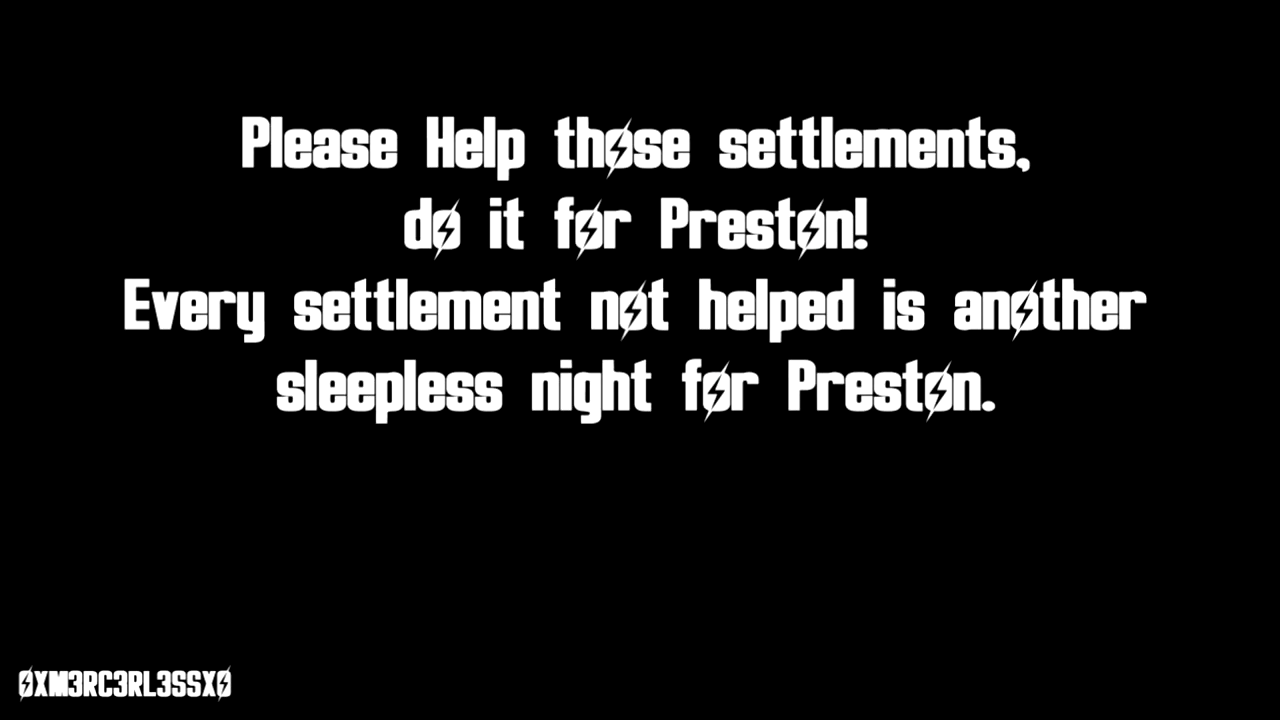 Please Help those settlements,
do it for Preston!
Every settlement not helped is another
sleepless night for Preston.
0XM3RC3RL3SSX0